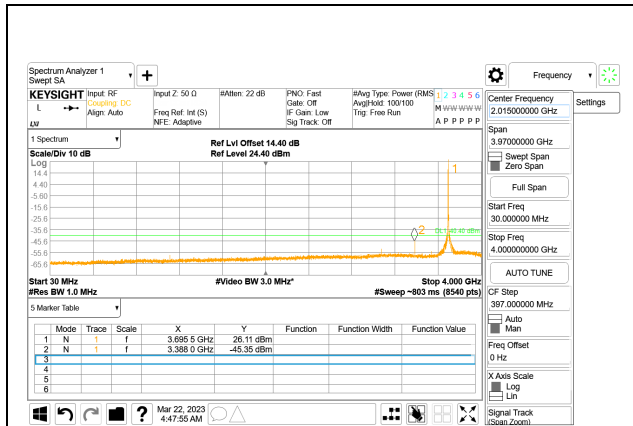 Spectrum Analyzer 1
Swept SA
+
Frequency
KEYSIGHT
L
Input: RF
Coupling: DC
Align: Auto
Input Z: 50 Ω
Freq Ref: Int (S)
NFE: Adaptive
#Atten: 22 dB
PNO: Fast
Gate: Off
IF Gain: Low
Sig Track: Off
#Avg Type: Power (RMS
Avg|Hold: 100/100
Trig: Free Run
1 2 3 4 5 6
M W W W W W
A P P P P P
1 Spectrum
Scale/Div 10 dB
Ref Lvl Offset 14.40 dB
Ref Level 24.40 dBm
Log
14.4
4.40
-5.60
-15.6
-25.6
-35.6
-45.6
-55.6
-65.6
1
2
DL1 -40.40 dBm
Start 30 MHz
#Video BW 3.0 MHz*
Stop 4.000 GHz
#Res BW 1.0 MHz
#Sweep ~803 ms (8540 pts)
5 Marker Table
Mode Trace Scale X Y Function Function Width Function Value
1 N 1 f 3.695 5 GHz 26.11 dBm
2 N 1 f 3.388 0 GHz -45.35 dBm
3
4
5
6
Center Frequency
2.015000000 GHz
Settings
Span
3.97000000 GHz
Swept Span
Zero Span
Full Span
Start Freq
30.000000 MHz
Stop Freq
4.000000000 GHz
AUTO TUNE
CF Step
397.000000 MHz
Auto
Man
Freq Offset
0 Hz
X Axis Scale
Log
Lin
Signal Track
(Span Zoom)
?
Mar 22, 2023
4:47:55 AM